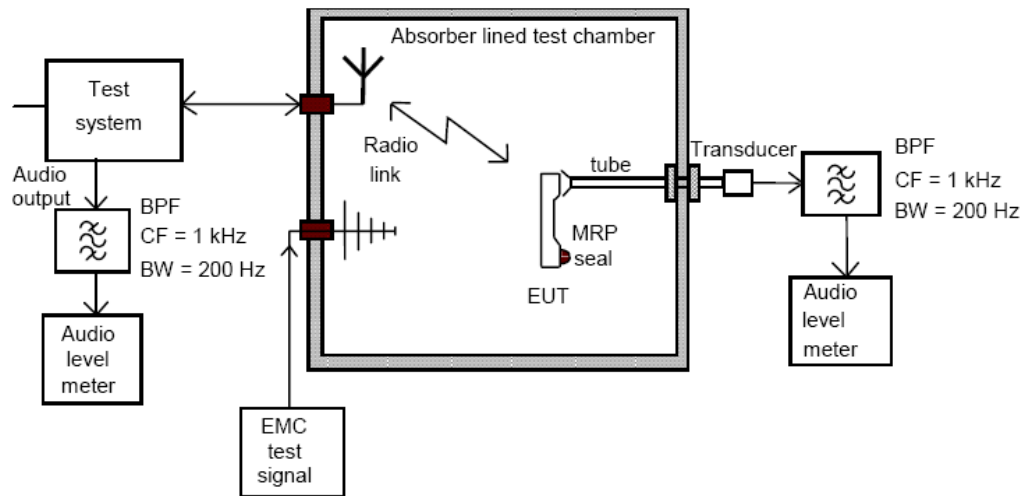 Absorber lined test chamber
Test
system
Radio
link
Audio
output
BPF
CF = 1 kHz
BW = 200 Hz
Audio
level
meter
EMC
test
signal
tube
Transducer
MRP
seal
EUT
BPF
CF = 1 kHz
BW = 200 Hz
Audio
level
meter